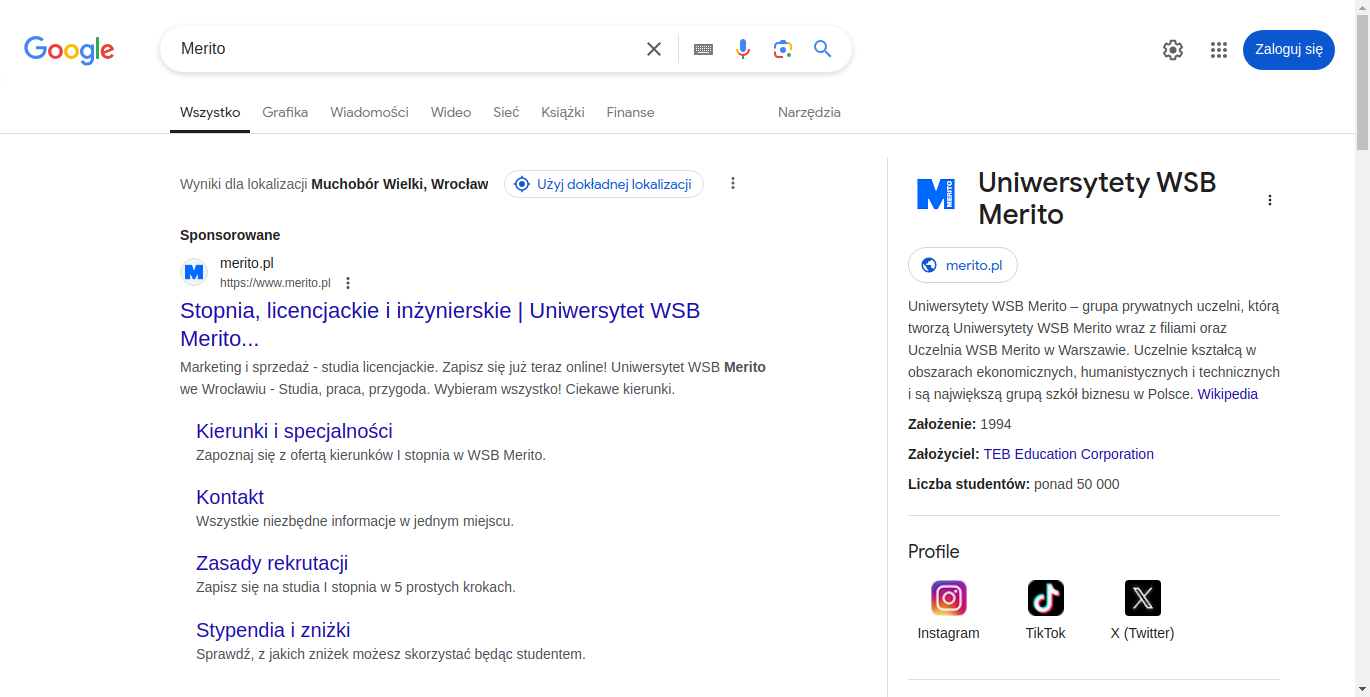 Google
Merito
Zaloguj się
Wszystko
Grafika
Wiadomości
Wideo
Sieć
Książki
Finanse
Narzędzia
Wyniki dla lokalizacji Muchobór Wielki, Wrocław
Użyj dokładnej lokalizacji
Sponsorowane
merito.pl
https://www.merito.pl
Stopnia, licencjackie i inżynierskie | Uniwersytet WSB
Merito...
Marketing i sprzedaż - studia licencjackie. Zapisz się już teraz online! Uniwersytet WSB Merito
we Wrocławiu - Studia, praca, przygoda. Wybieram wszystko! Ciekawe kierunki.
Kierunki i specjalności
Zapoznaj się z ofertą kierunków I stopnia w WSB Merito.
Kontakt
Wszystkie niezbędne informacje w jednym miejscu.
Zasady rekrutacji
Zapisz się na studia I stopnia w 5 prostych krokach.
Stypendia i zniżki
Sprawdź, z jakich zniżek możesz skorzystać będąc studentem.
M MERITO
Uniwersytety WSB
Merito
merito.pl
Uniwersytety WSB Merito – grupa prywatnych uczelni, którą
tworzą Uniwersytety WSB Merito wraz z filiami oraz
Uczelnia WSB Merito w Warszawie. Uczelnie kształcą w
obszarach ekonomicznych, humanistycznych i technicznych
i są największą grupą szkół biznesu w Polsce. Wikipedia
Założenie: 1994
Założyciel: TEB Education Corporation
Liczba studentów: ponad 50 000
Profile
Instagram
TikTok
X (Twitter)